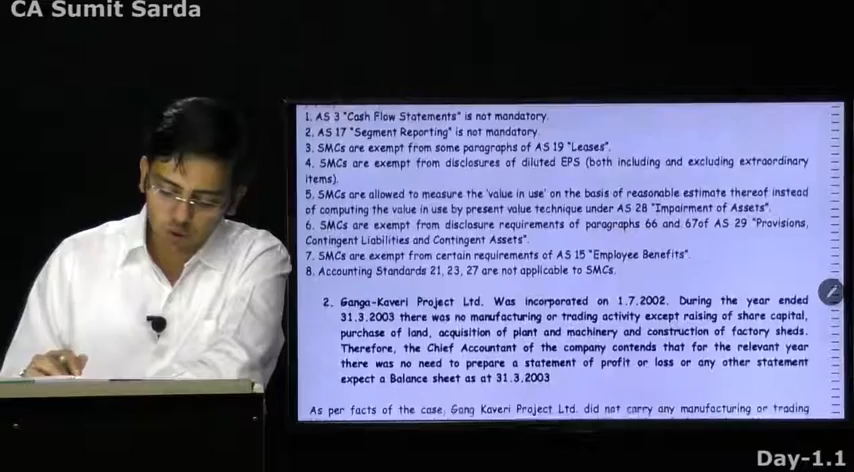 CA Sumit Sarda
1. AS 3 "Cash Flow Statements" is not mandatory.
2. AS 17 "Segment Reporting" is not mandatory.
3. SMCs are exempt from some paragraphs of AS 19 "Leases".
4. SMCs are exempt from disclosures of diluted EPS (both including and excluding extraordinary
items).
5. SMCs are allowed to measure the 'value in use' on the basis of reasonable estimate thereof instead
of computing the value in use by present value technique under AS 28 "Impairment of Assets".
6. SMCs are exempt from disclosure requirements of paragraphs 66 and 67of AS 29 "Provisions,
Contingent Liabilities and Contingent Assets".
7. SMCs are exempt from certain requirements of AS 15 "Employee Benefits".
8. Accounting Standards 21, 23, 27 are not applicable to SMCs.
2. Ganga-Kaveri Project Ltd. Was incorporated on 1.7.2002. During the year ended
31.3.2003 there was no manufacturing or trading activity except raising of share capital,
purchase of land, acquisition of plant and machinery and construction of factory sheds.
Therefore, the Chief Accountant of the company contends that for the relevant year
there was no need to prepare a statement of profit or loss or any other statement
expect a Balance sheet as at 31.3.2003
As per facts of the case, Gang Kaveri Project Ltd. did not carry any manufacturing or trading
Day-1.1